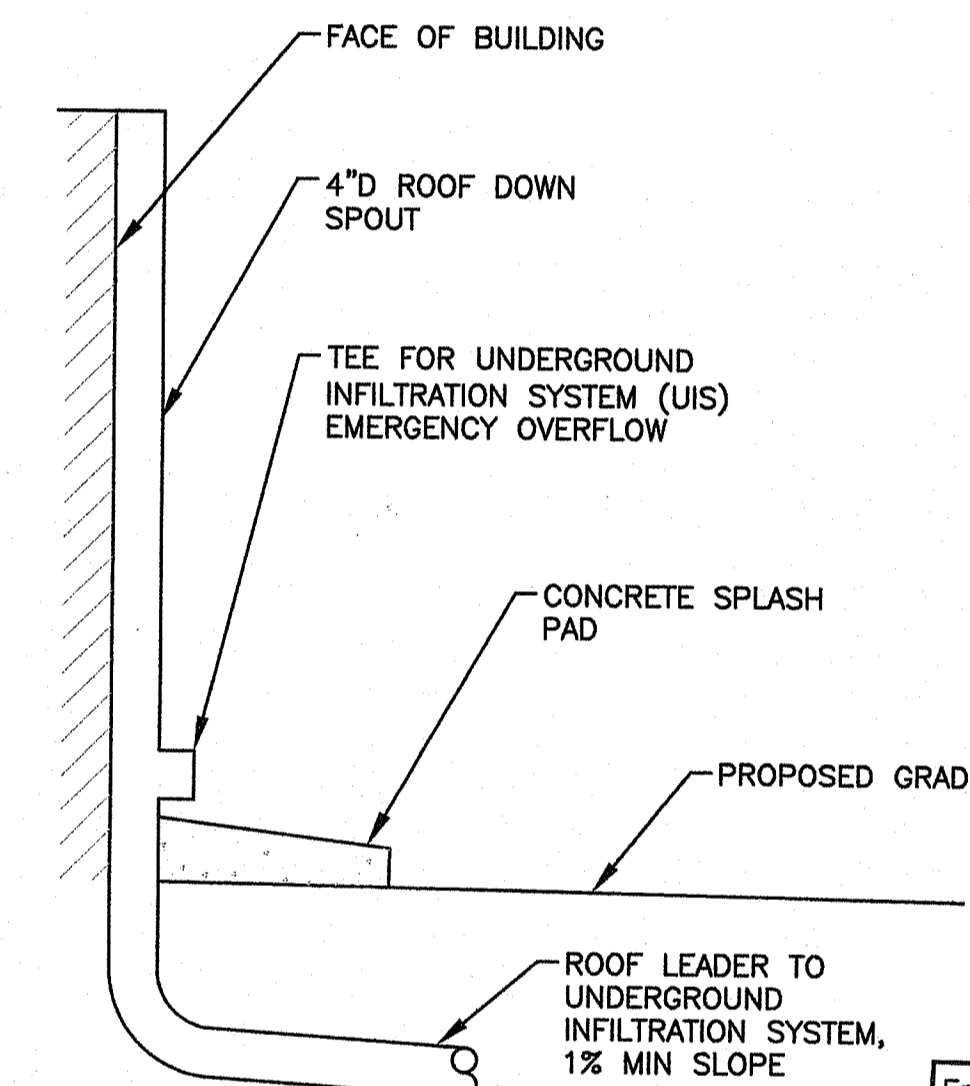 FACE OF BUILDING
4"D ROOF DOWN
SPOUT
TEE FOR UNDERGROUND
INFILTRATION SYSTEM (UIS)
EMERGENCY OVERFLOW
CONCRETE SPLASH
PAD
PROPOSED GRAD
ROOF LEADER TO
UNDERGROUND
INFILTRATION SYSTEM,
1% MIN SLOPE